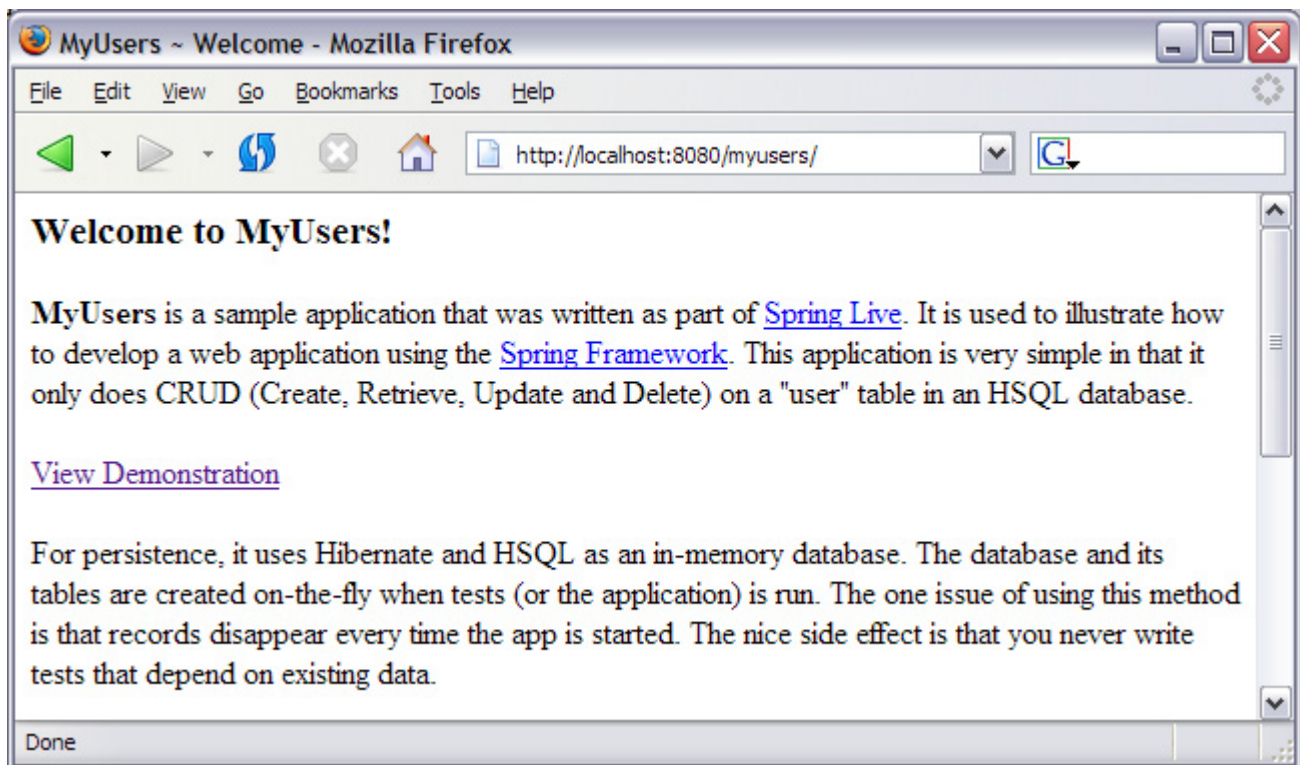 MyUsers ~ Welcome - Mozilla Firefox
File Edit View Go Bookmarks Tools Help
http://localhost:8080/myusers/ G
Welcome to MyUsers!
MyUsers is a sample application that was written as part of Spring Live. It is used to illustrate how
to develop a web application using the Spring Framework. This application is very simple in that it
only does CRUD (Create, Retrieve, Update and Delete) on a "user" table in an HSQL database.
View Demonstration
For persistence, it uses Hibernate and HSQL as an in-memory database. The database and its
tables are created on-the-fly when tests (or the application) is run. The one issue of using this method
is that records disappear every time the app is started. The nice side effect is that you never write
tests that depend on existing data.
Done